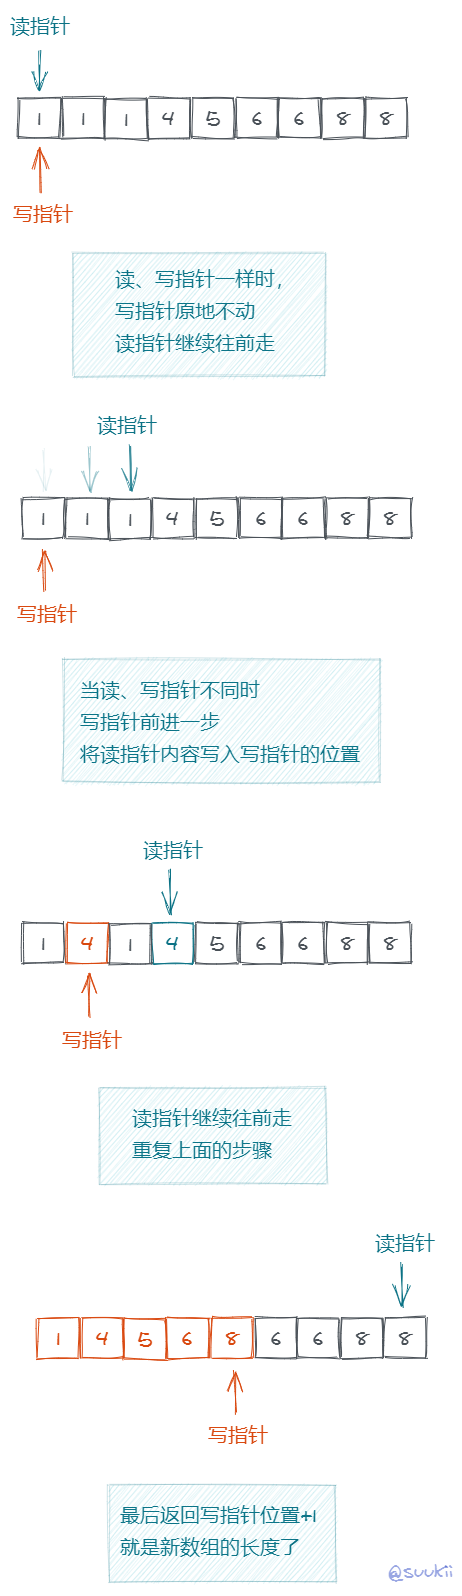 读指针
1 1 1 4 5 6 6 8 8
写指针
读、写指针一样时，
写指针原地不动
读指针继续往前走
读指针
1 1 1 4 5 6 6 8 8
写指针
当读、写指针不同时
写指针前进一步
将读指针内容写入写指针的位置
读指针
1 4 1 4 5 6 6 8 8
写指针
读指针继续往前走
重复上面的步骤
读指针
1 4 5 6 8 6 6 8 8
写指针
最后返回写指针位置+1
就是新数组的长度了
@suukii